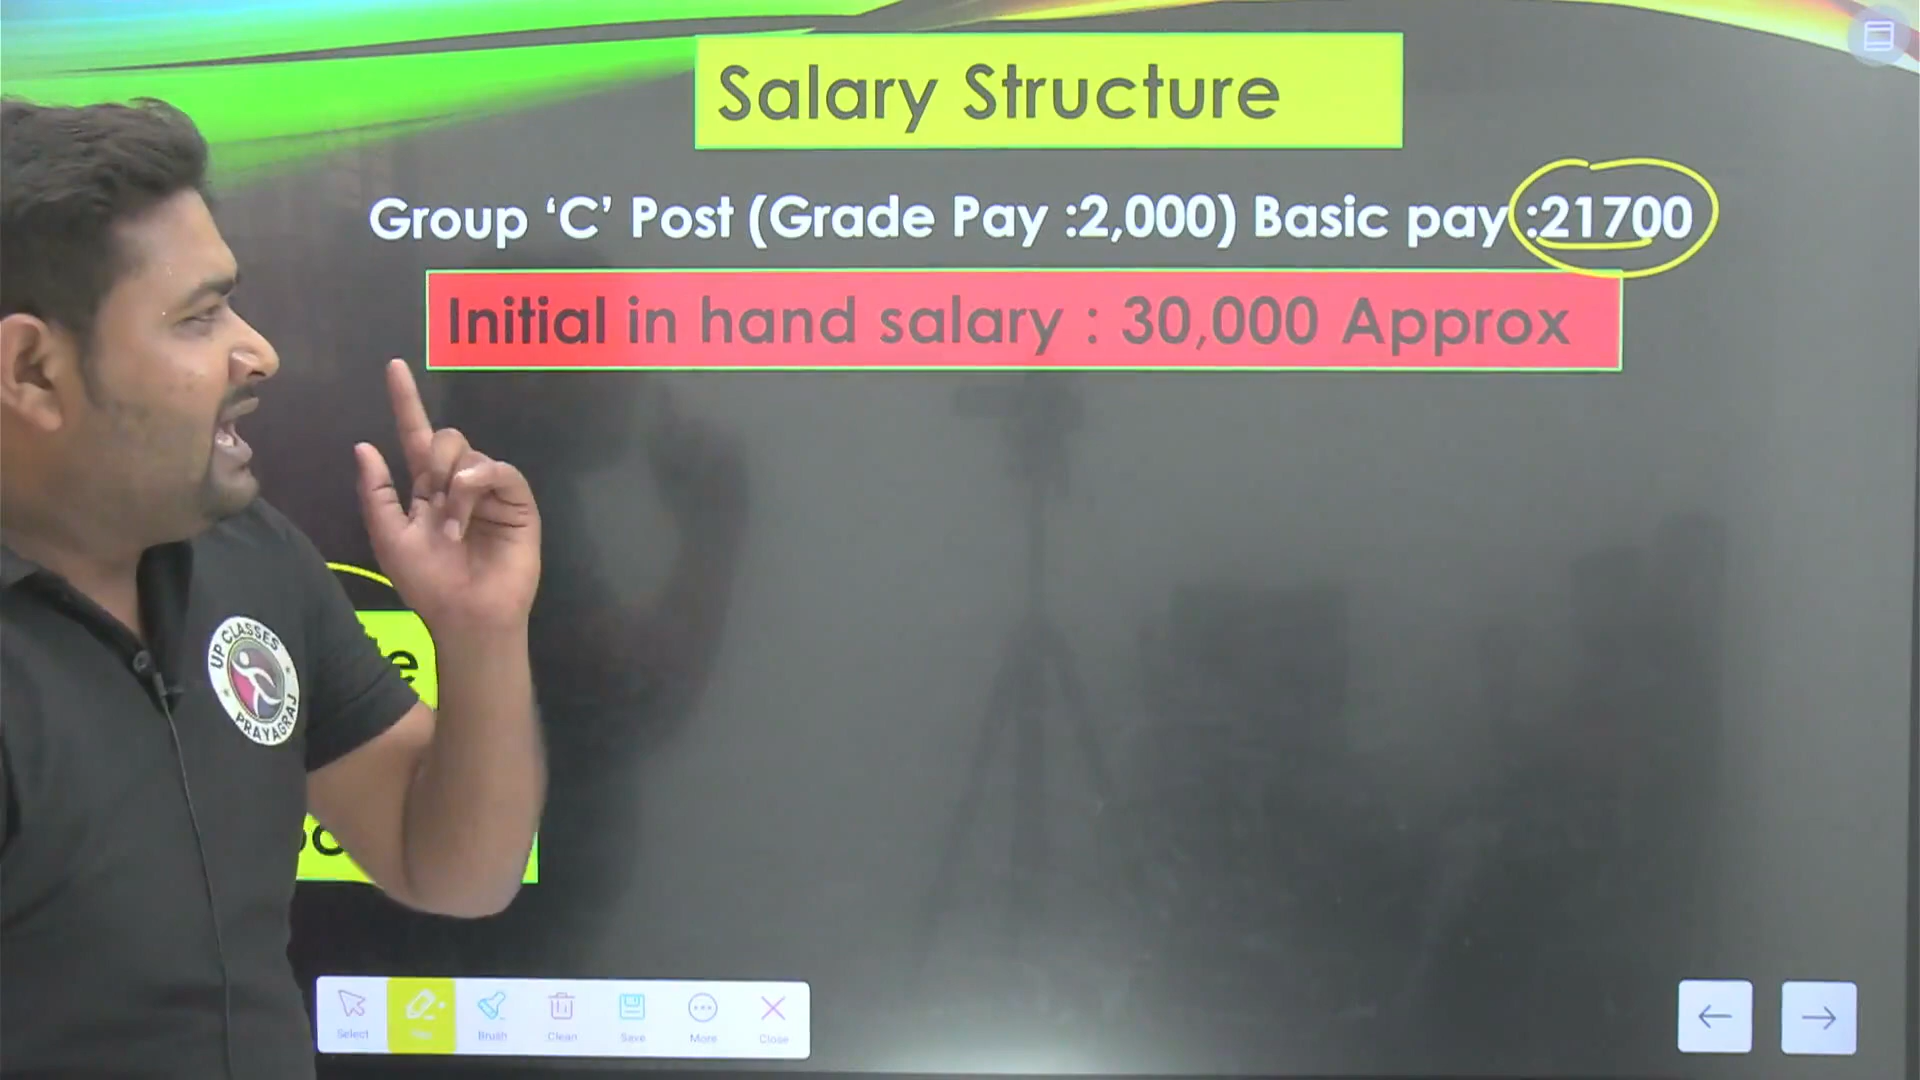 Salary Structure
Group ‘C’ Post (Grade Pay :2,000) Basic pay :21700
Initial in hand salary : 30,000 Approx
UP CLASSES
PRAYAGRAJ
e
Select
Brush
Clean
Save
More
Close